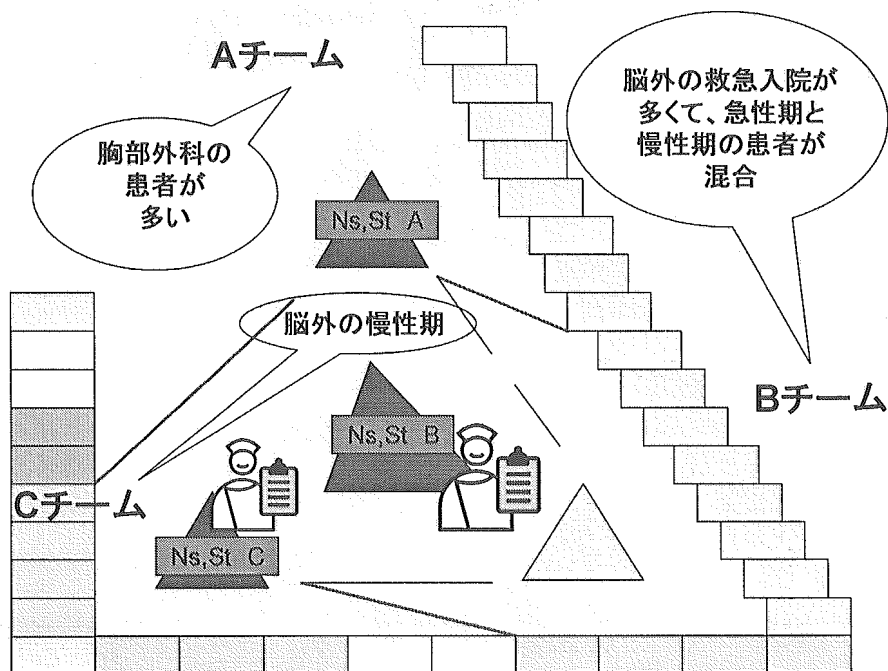 Aチーム
胸部外科の
患者が
多い
脳外の救急入院が
多くて、急性期と
慢性期の患者が
混合
Ns,St A
脳外の慢性期
Bチーム
Ns,St B
Cチーム
Ns,St C